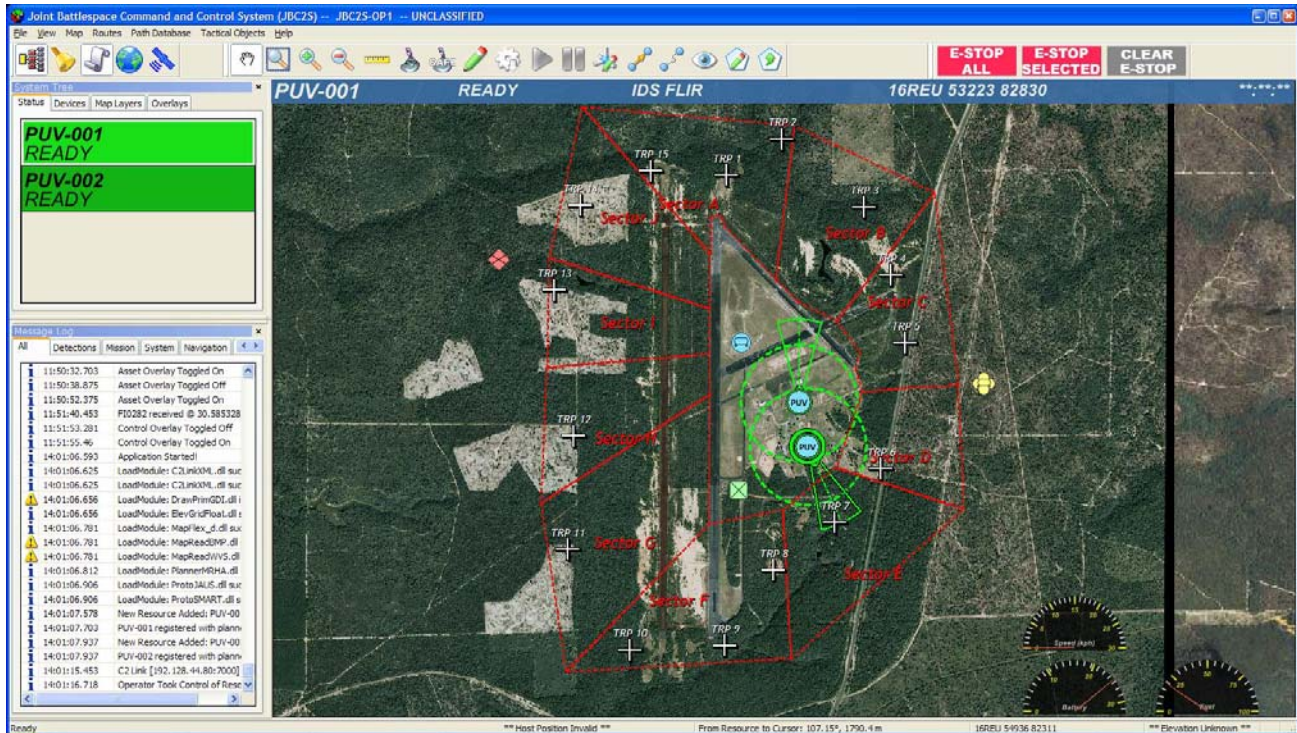 Joint Battlespace Command and Control System (JBC2S) -- JBC2S-OP1 -- UNCLASSIFIED
File View Map Routes Path Database Tactical Objects Help
E-STOP ALL
E-STOP SELECTED
CLEAR E-STOP
System Tree
Status Devices Map Layers Overlays
PUV-001
READY
PUV-002
READY
Message Log
All Detections Mission System Navigation
11:50:32.703 Asset Overlay Toggled On
11:50:38.875 Asset Overlay Toggled Off
11:50:52.375 Asset Overlay Toggled On
11:51:40.453 FI0282 received @ 30.585328
11:51:53.281 Control Overlay Toggled Off
11:51:55.46 Control Overlay Toggled On
14:01:06.593 Application Started!
14:01:06.625 LoadModule: C2LinkXML.dll suc
14:01:06.625 LoadModule: C2LinkXML.dll suc
14:01:06.656 LoadModule: DrawPrimGDI.dll i
14:01:06.656 LoadModule: ElevGridFloat.dll s
14:01:06.781 LoadModule: MapFlex_d.dll suc
14:01:06.781 LoadModule: MapReadBMP.dll
14:01:06.781 LoadModule: MapReadWVS.dll
14:01:06.812 LoadModule: PlannerMRHA.dll
14:01:06.906 LoadModule: ProtoJAUS.dll suc
14:01:06.906 LoadModule: ProtoSMART.dll s
14:01:07.578 New Resource Added: PUV-00
14:01:07.703 PUV-001 registered with plann
14:01:07.937 New Resource Added: PUV-00
14:01:07.937 PUV-002 registered with plann
14:01:15.453 C2 Link [192.128.44.80:7000]
14:01:16.718 Operator Took Control of Resc
PUV-001 READY IDS FLIR 16REU 53223 82830 **:**:**
TRP 2
TRP 15
TRP 1
TRP 14
TRP 3
Sector A
Sector J
Sector B
TRP 4
TRP 13
Sector C
Sector I
TRP 5
PUV
TRP 12
Sector H
PUV
TRP 6
Sector D
TRP 7
TRP 11
Sector G
TRP 8
Sector E
Sector F
TRP 10
TRP 9
Speed (kph)
Battery
Fuel
Ready
** Host Position Invalid **
From Resource to Cursor: 107.15°, 1790.4 m
16REU 54936 82311
** Elevation Unknown **